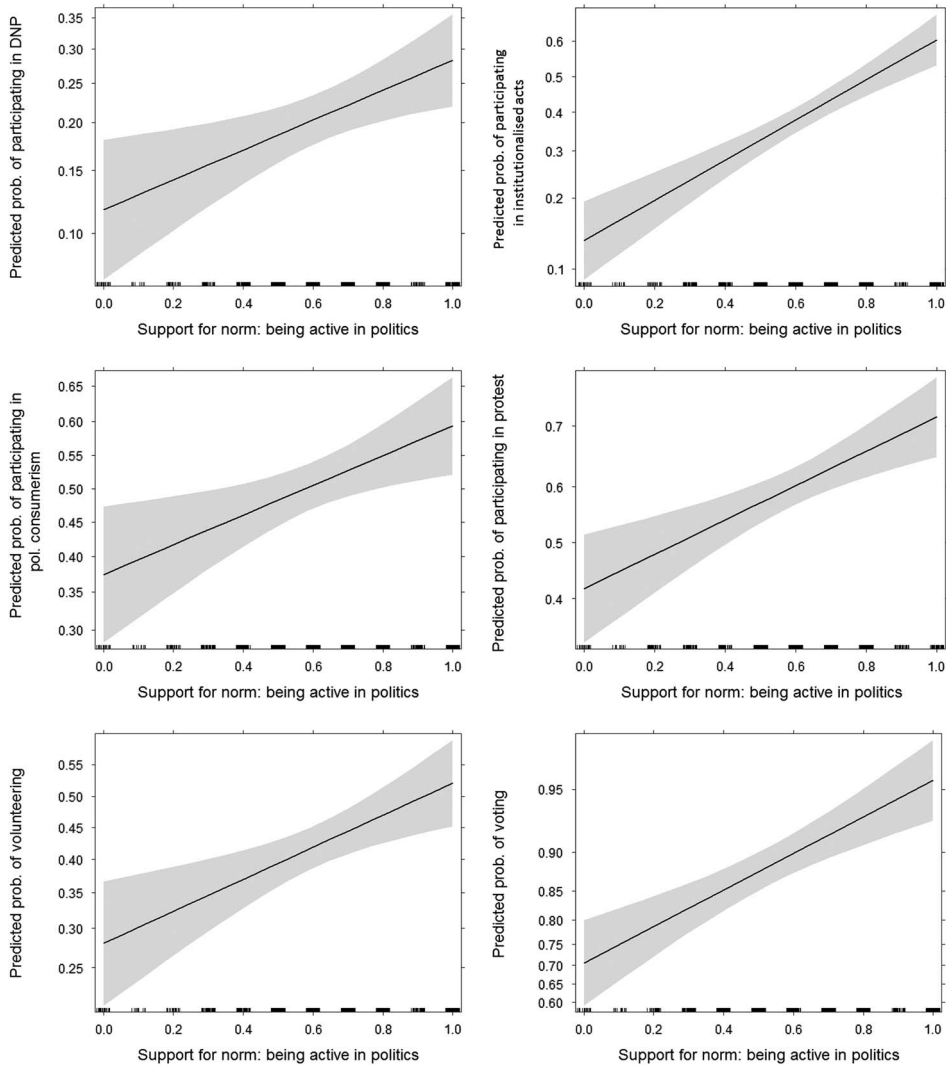 Predicted prob. of participating in DNP
0.35
0.30
0.25
0.20
0.15
0.10
0.0 0.2 0.4 0.6 0.8 1.0
Support for norm: being active in politics
Predicted prob. of participating
in institutionalised acts
0.6
0.5
0.4
0.3
0.2
0.1
0.0 0.2 0.4 0.6 0.8 1.0
Support for norm: being active in politics
Predicted prob. of participating in
pol. consumerism
0.65
0.60
0.55
0.50
0.45
0.40
0.35
0.30
0.0 0.2 0.4 0.6 0.8 1.0
Support for norm: being active in politics
Predicted prob. of participating in protest
0.7
0.6
0.5
0.4
0.0 0.2 0.4 0.6 0.8 1.0
Support for norm: being active in politics
Predicted prob. of volunteering
0.55
0.50
0.45
0.40
0.35
0.30
0.25
0.0 0.2 0.4 0.6 0.8 1.0
Support for norm: being active in politics
Predicted prob. of voting
0.95
0.90
0.85
0.80
0.75
0.70
0.65
0.60
0.0 0.2 0.4 0.6 0.8 1.0
Support for norm: being active in politics